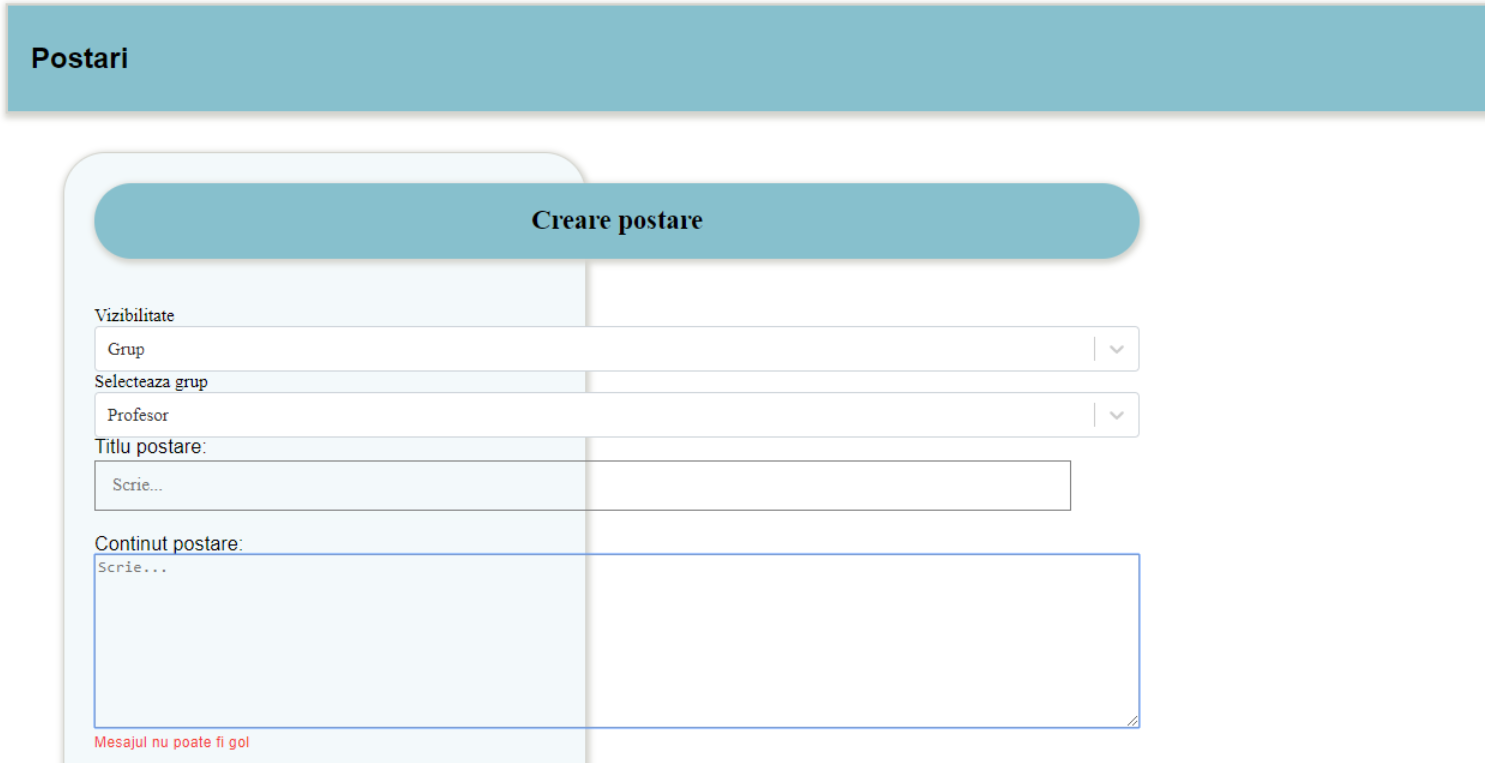 Postari
Creare postare
Vizibilitate
Grup
Selecteaza grup
Profesor
Titlu postare:
Scrie...
Continut postare:
Scrie...
Mesajul nu poate fi gol